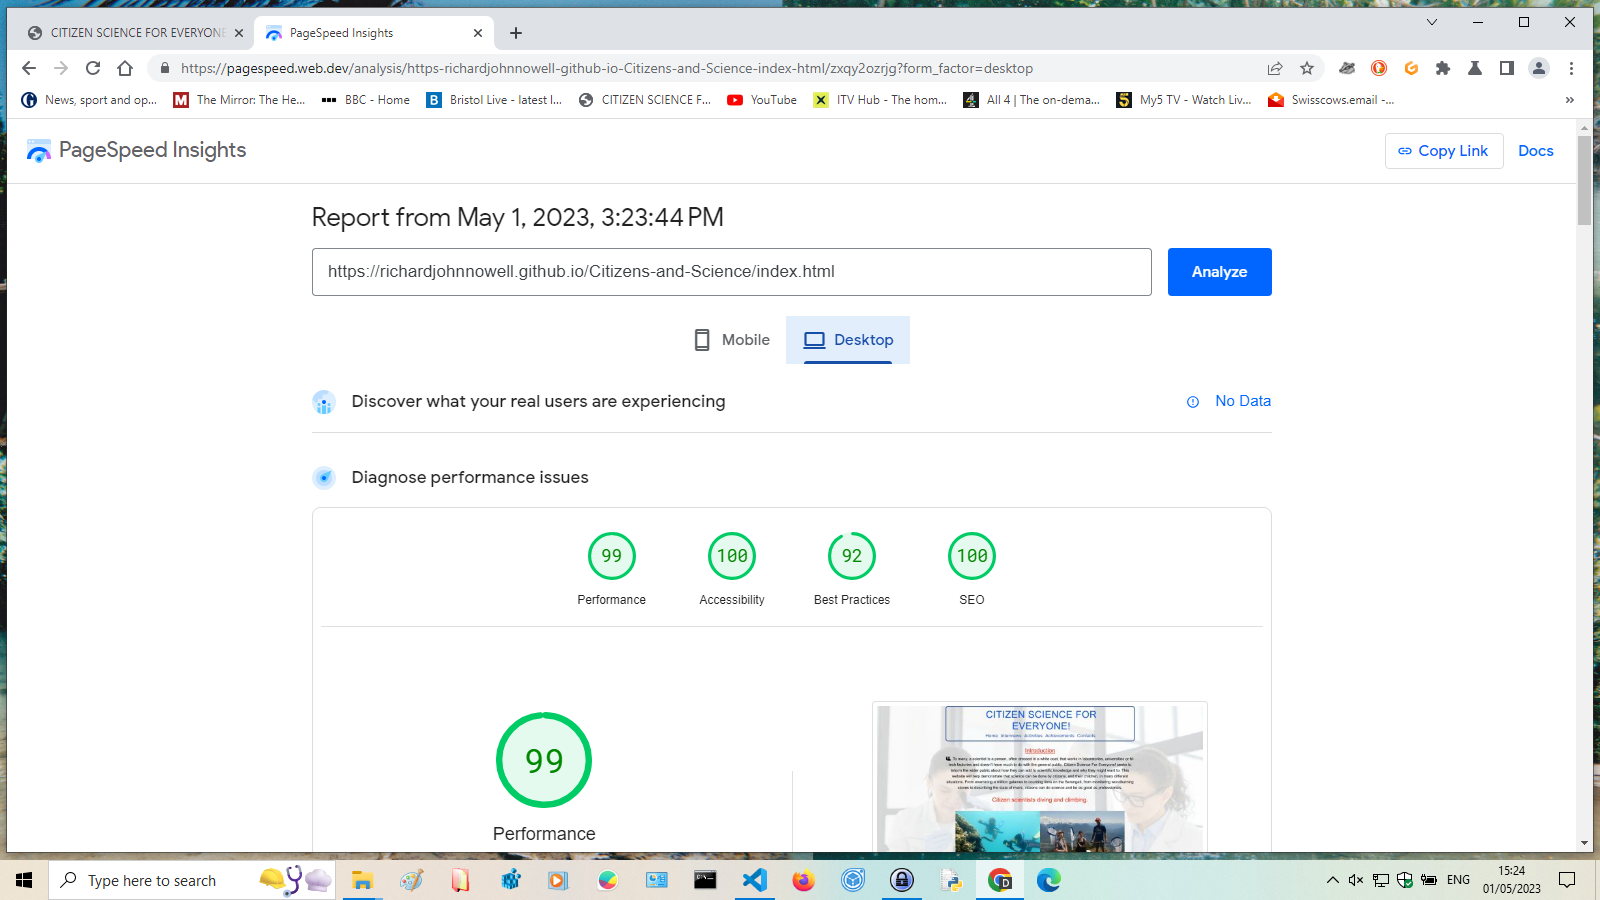 CITIZEN SCIENCE FOR EVERYONE
PageSpeed Insights
https://pagespeed.web.dev/analysis/https-richardjohnnowell-github-io-Citizens-and-Science-index-html/zxqy2ozrjg?form_factor=desktop
News, sport and op...
The Mirror: The He...
BBC - Home
Bristol Live - latest l...
CITIZEN SCIENCE F...
YouTube
ITV Hub - The hom...
All 4 | The on-dema...
My5 TV - Watch Liv...
Swisscows.email -...
PageSpeed Insights
Copy Link
Docs
Report from May 1, 2023, 3:23:44 PM
https://richardjohnnowell.github.io/Citizens-and-Science/index.html
Analyze
Mobile
Desktop
Discover what your real users are experiencing
No Data
Diagnose performance issues
99
100
92
100
Performance
Accessibility
Best Practices
SEO
99
Performance
CITIZEN SCIENCE FOR
EVERYONE!
Home Interviews Activities Achievements Contacts
Introduction
Citizen scientists diving and climbing.
Type here to search
ENG
15:24
01/05/2023